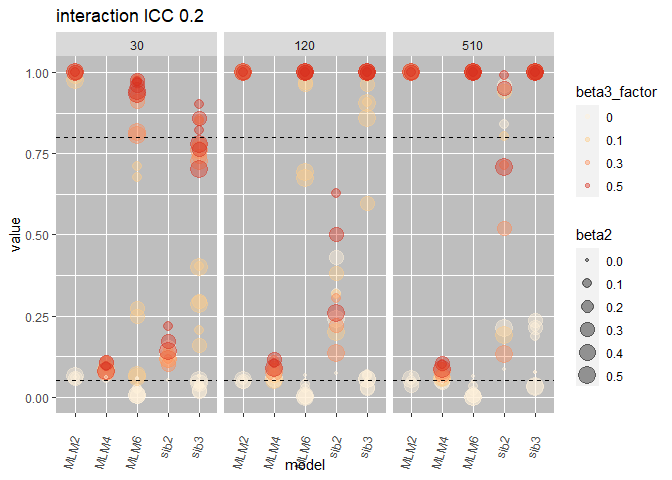 interaction ICC 0.2
30
120
510
1.00
0.75
0.50
0.25
0.00
value
MLM2
MLM4
MLM6
sib2
sib3
MLM2
MLM4
MLM6
sib2
sib3
MLM2
MLM4
MLM6
sib2
sib3
model
beta3_factor
0
0.1
0.3
0.5
beta2
0.0
0.1
0.2
0.3
0.4
0.5